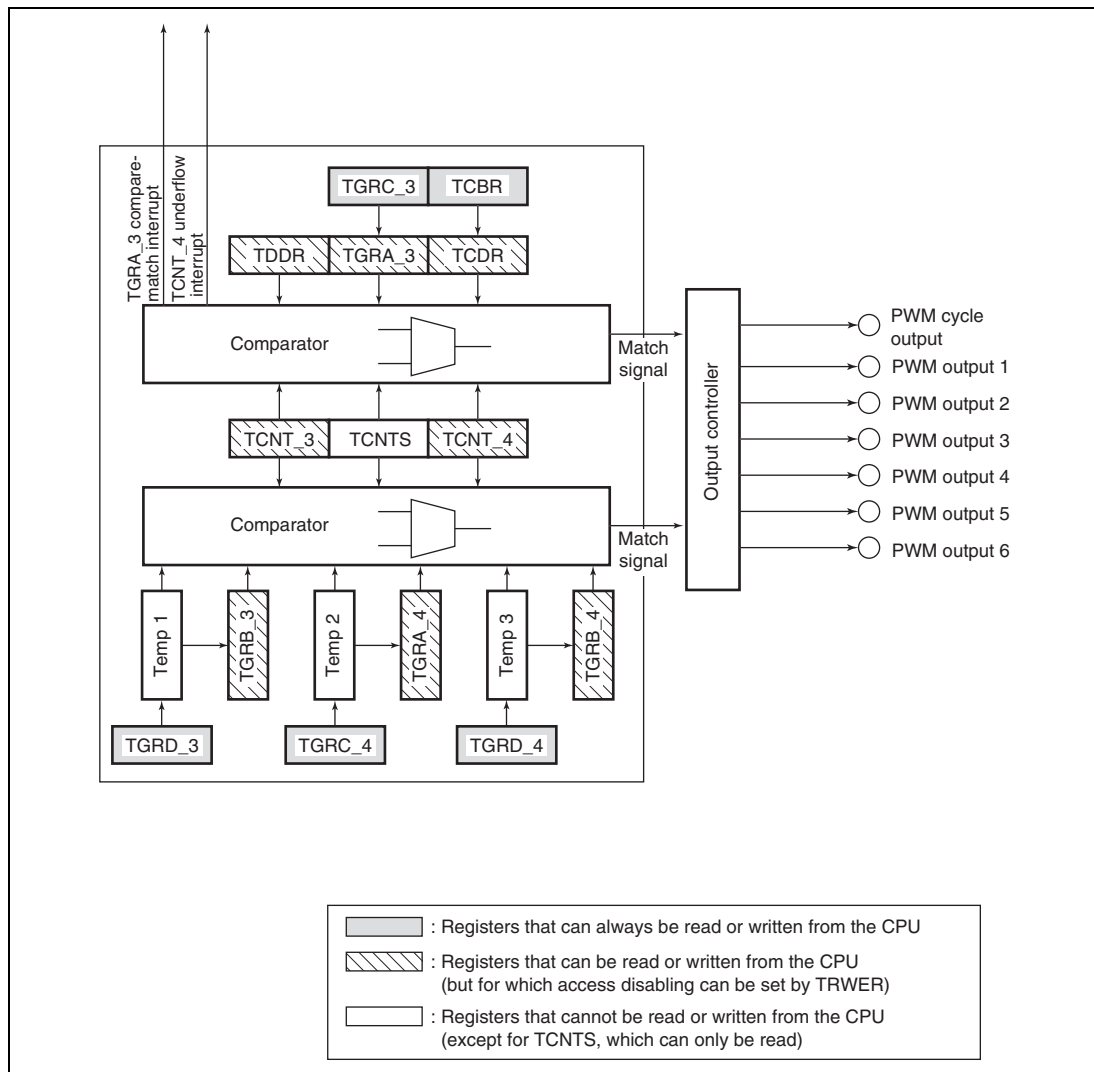 TGRA_3 compare-
match interrupt
TCNT_4 underflow
interrupt
TGRC_3
TCBR
TDDR
TGRA_3
TCDR
Comparator
Match
signal
TCNT_3
TCNTS
TCNT_4
Comparator
Match
signal
Temp 1
TGRB_3
Temp 2
TGRA_4
Temp 3
TGRB_4
TGRD_3
TGRC_4
TGRD_4
Output controller
PWM cycle
output
PWM output 1
PWM output 2
PWM output 3
PWM output 4
PWM output 5
PWM output 6
: Registers that can always be read or written from the CPU
: Registers that can be read or written from the CPU
(but for which access disabling can be set by TRWER)
: Registers that cannot be read or written from the CPU
(except for TCNTS, which can only be read)